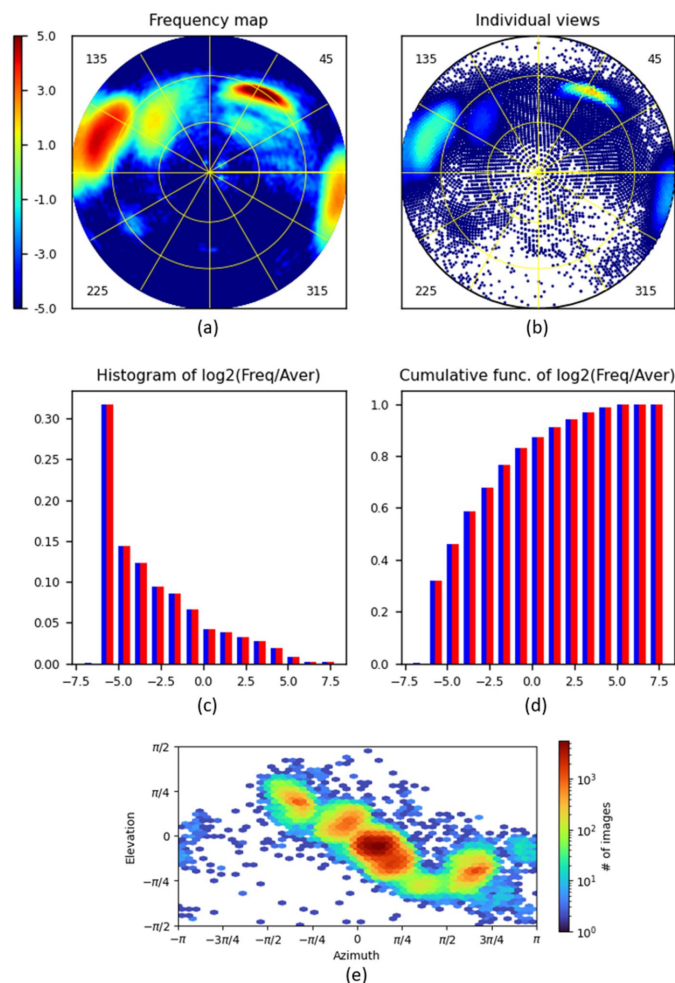 Frequency map
Individual views
5.0
3.0
1.0
-1.0
-3.0
-5.0
135
45
225
315
135
45
225
315
(a)
(b)
Histogram of log2(Freq/Aver)
Cumulative func. of log2(Freq/Aver)
0.30
0.25
0.20
0.15
0.10
0.05
0.00
1.0
0.8
0.6
0.4
0.2
0.0
−7.5 −5.0 −2.5 0.0 2.5 5.0 7.5
−7.5 −5.0 −2.5 0.0 2.5 5.0 7.5
(c)
(d)
π/2
π/4
0
−π/4
−π/2
Elevation
−π −3π/4 −π/2 −π/4 0 π/4 π/2 3π/4 π
Azimuth
10³
10²
10¹
10⁰
# of images
(e)